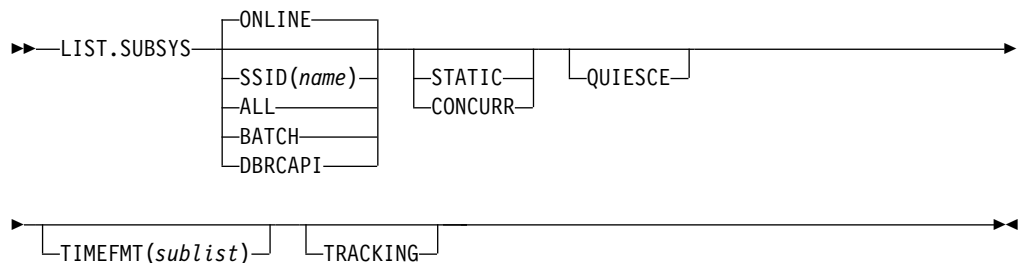 ONLINE
LIST.SUBSYS
SSID(name) STATIC QUIESCE
ALL CONCURR
BATCH
DBRCAPI
TIMEFMT(sublist) TRACKING